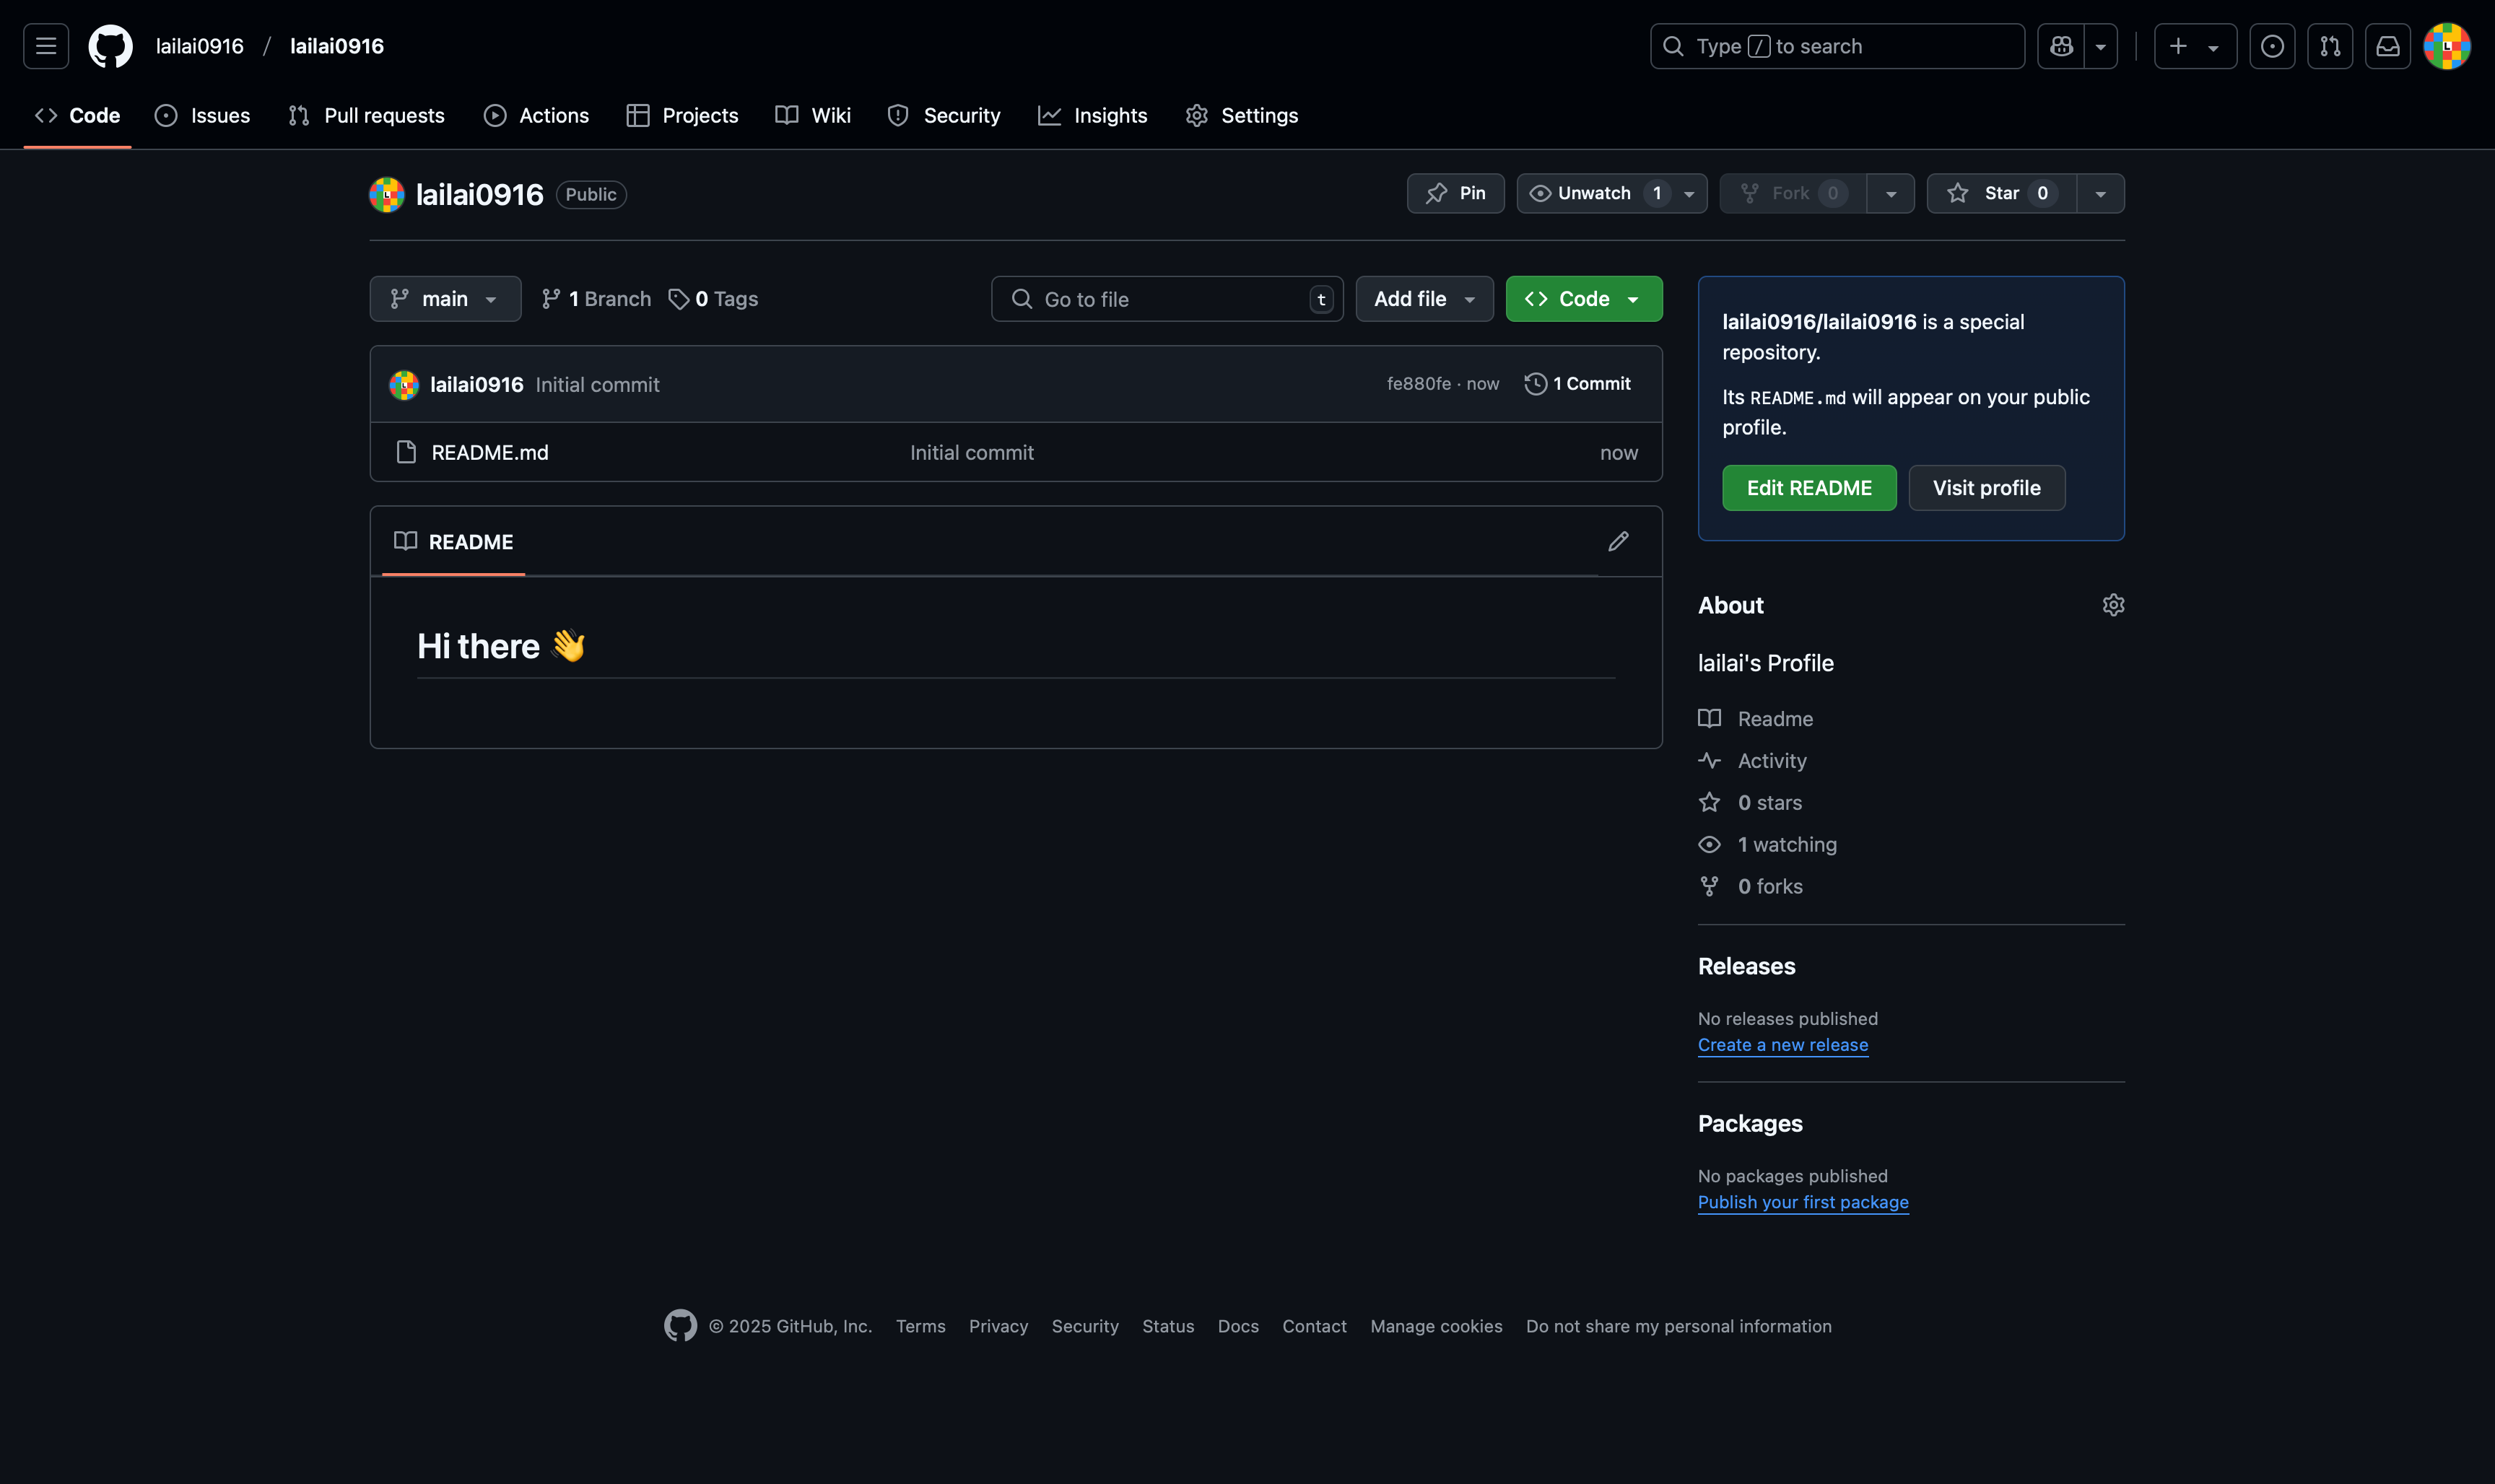 lailai0916 / lailai0916
Type / to search
Code Issues Pull requests Actions Projects Wiki Security Insights Settings
lailai0916 Public
Pin Unwatch 1 Fork 0 Star 0
main 1 Branch 0 Tags Go to file t Add file Code
lailai0916 Initial commit fe880fe · now 1 Commit
README.md Initial commit now
README
Hi there 👋
lailai0916/lailai0916 is a special
repository.
Its README.md will appear on your public
profile.
Edit README Visit profile
About
lailai's Profile
Readme
Activity
0 stars
1 watching
0 forks
Releases
No releases published
Create a new release
Packages
No packages published
Publish your first package
© 2025 GitHub, Inc. Terms Privacy Security Status Docs Contact Manage cookies Do not share my personal information